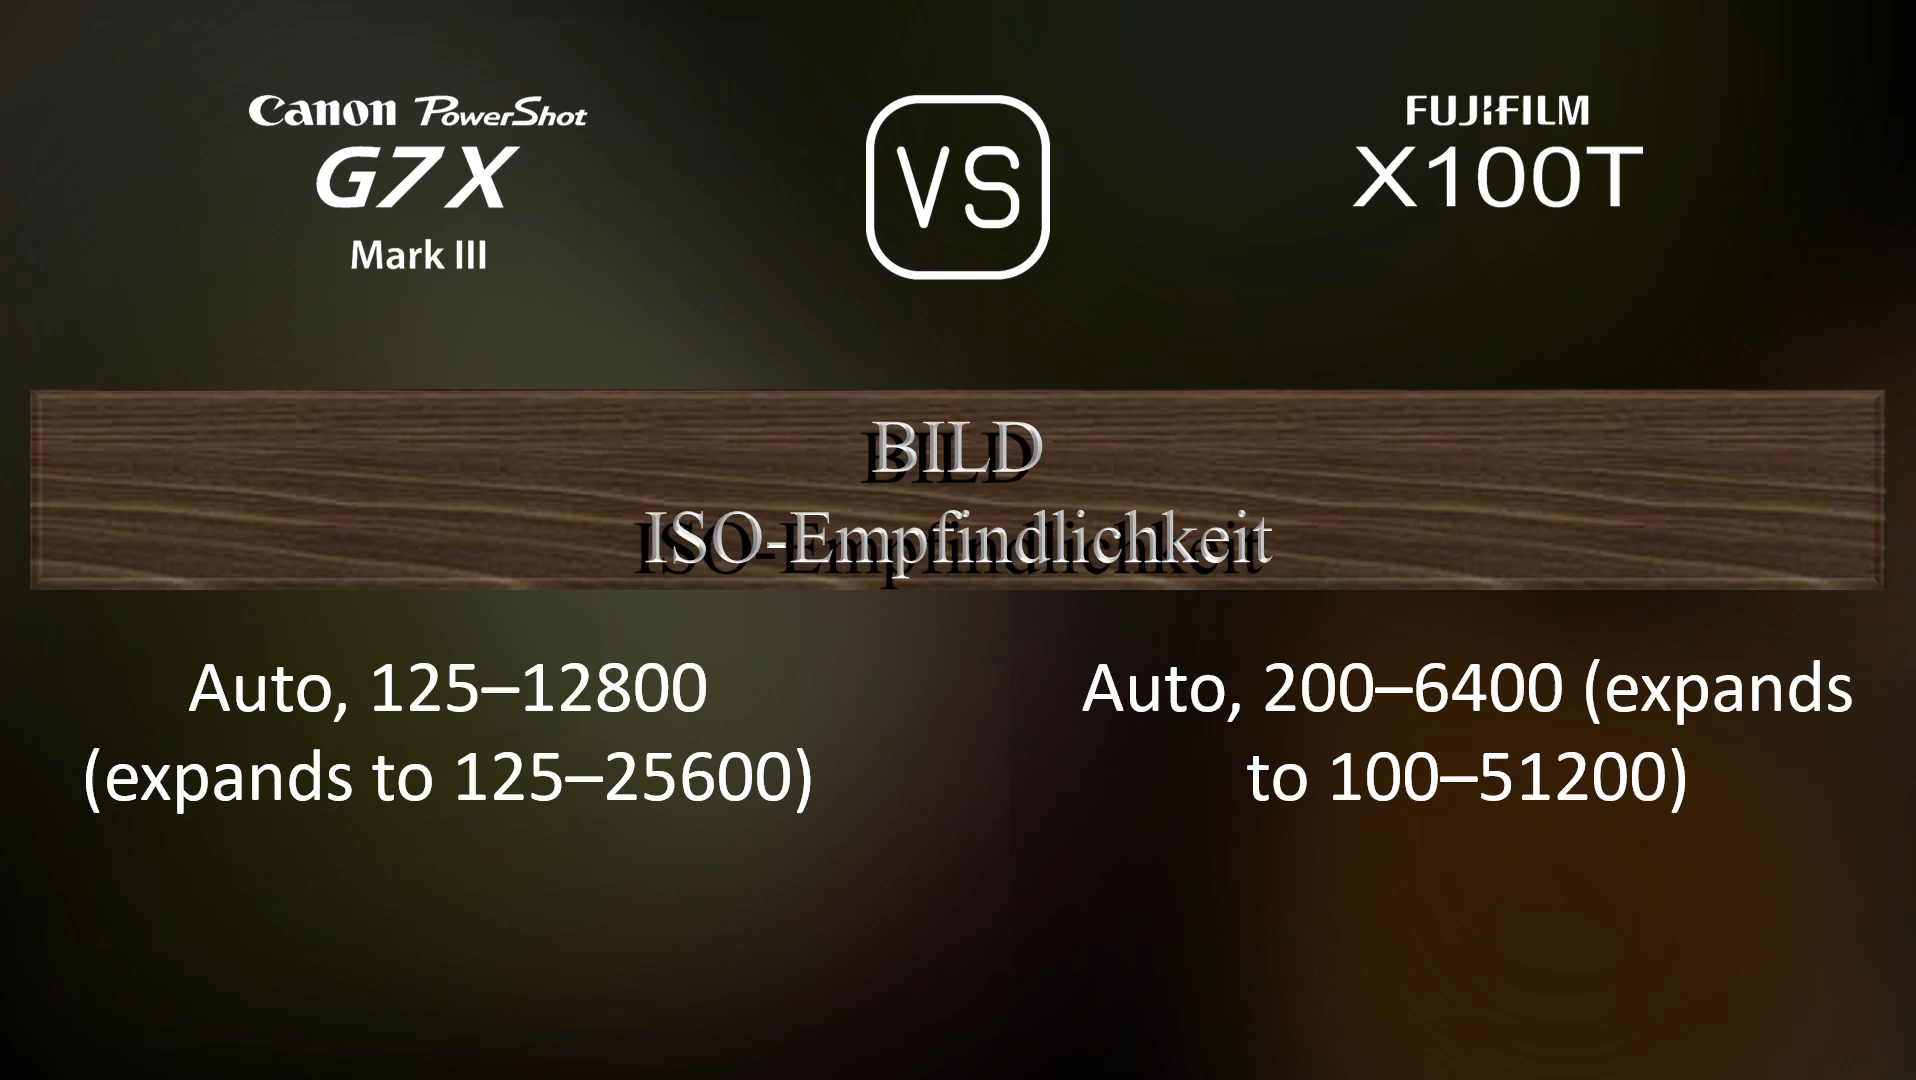 Canon PowerShot
G7 X
Mark III
VS
FUJIFILM
X100T
BILD
ISO-Empfindlichkeit
Auto, 125–12800
(expands to 125–25600)
Auto, 200–6400 (expands
to 100–51200)